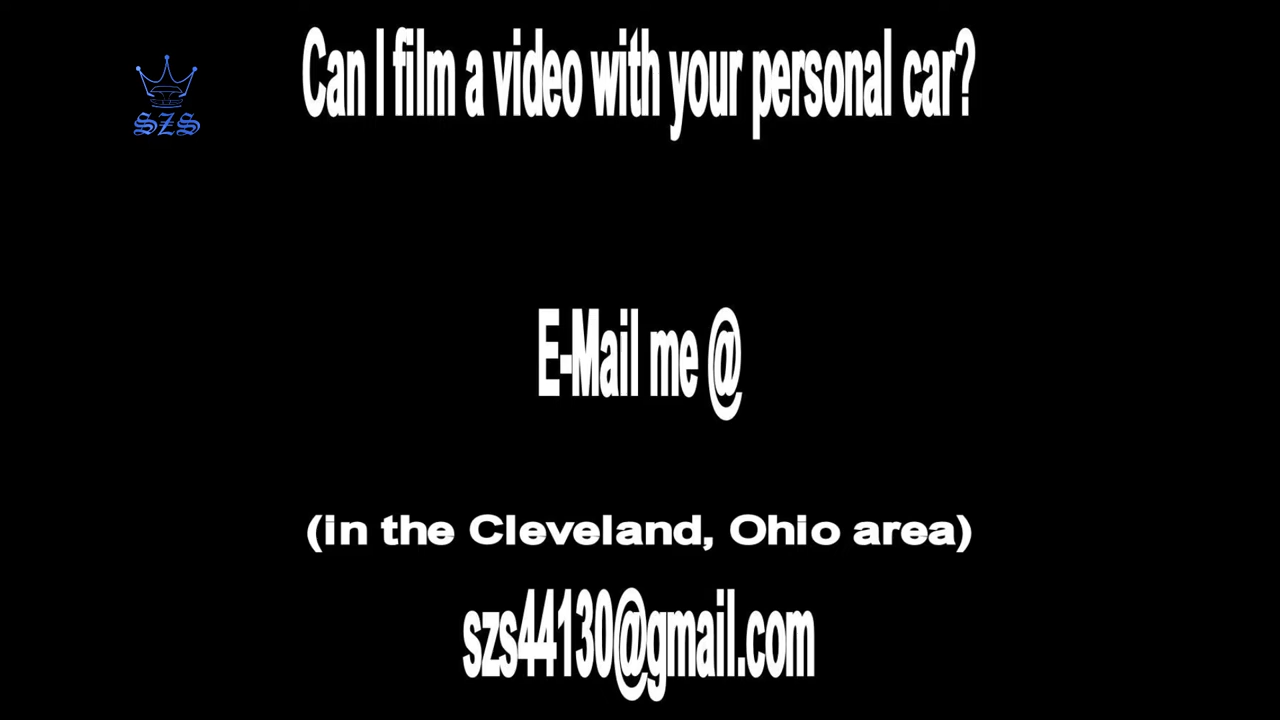 Can I film a video with your personal car?
SZS
E-Mail me @
(in the Cleveland, Ohio area)
szs44130@gmail.com